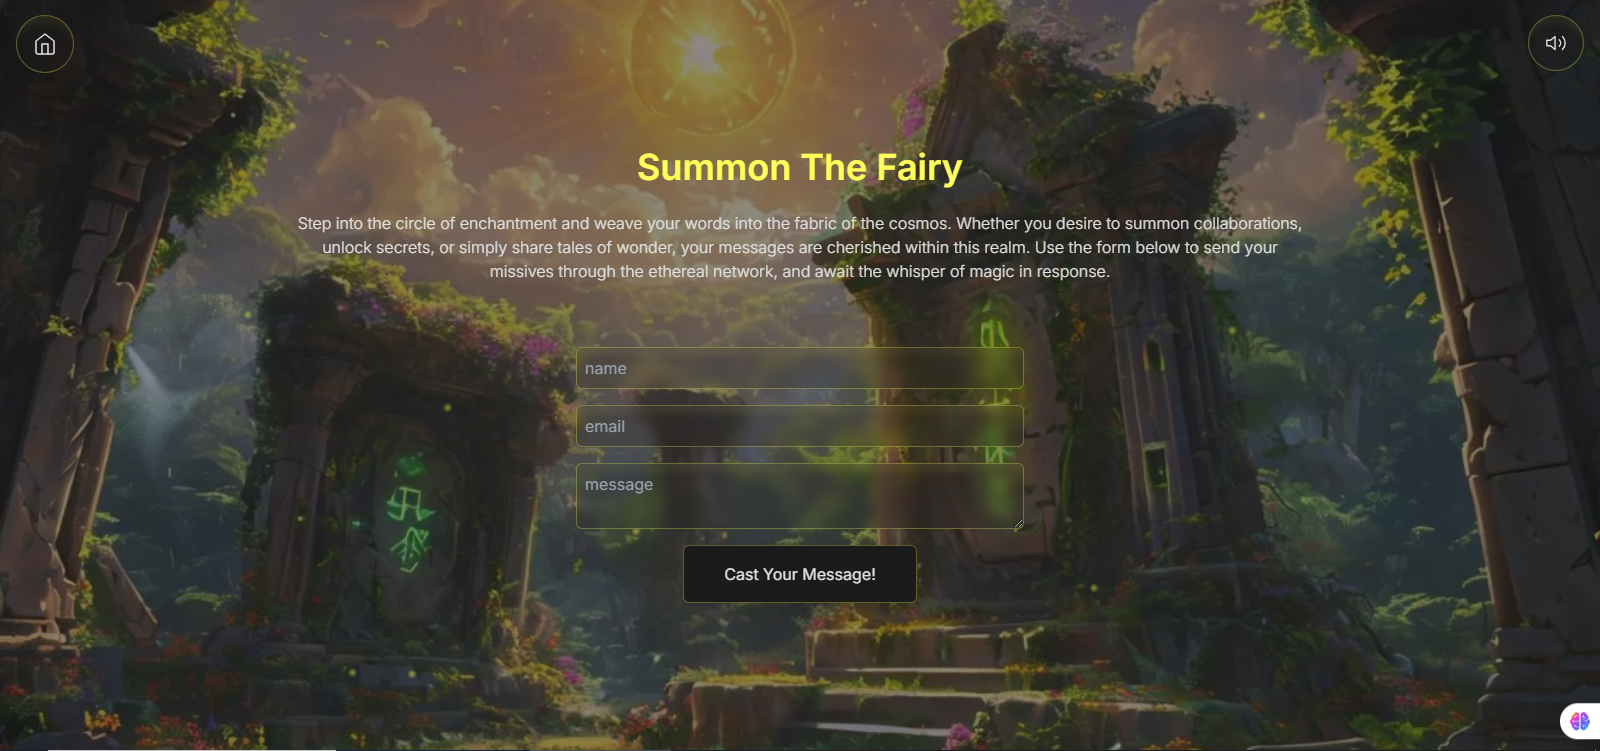 Summon The Fairy
Step into the circle of enchantment and weave your words into the fabric of the cosmos. Whether you desire to summon collaborations,
unlock secrets, or simply share tales of wonder, your messages are cherished within this realm. Use the form below to send your
missives through the ethereal network, and await the whisper of magic in response.
name
email
message
Cast Your Message!